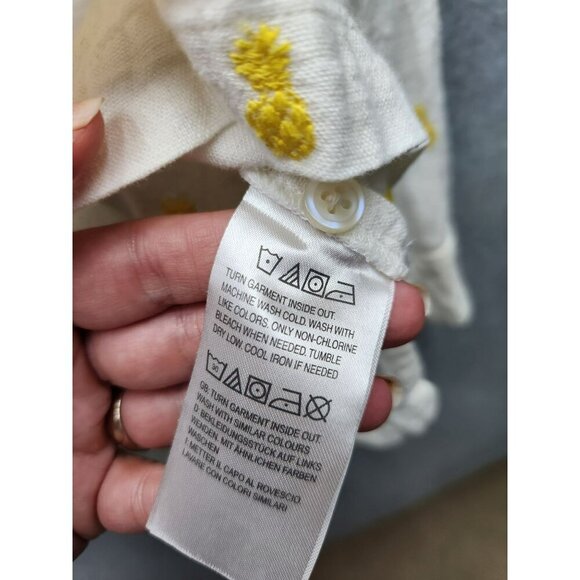 TURN GARMENT INSIDE OUT.
MACHINE WASH COLD. WASH WITH
LIKE COLORS. ONLY NON-CHLORINE
BLEACH WHEN NEEDED. TUMBLE
DRY LOW. COOL IRON IF NEEDED
GB: TURN GARMENT INSIDE OUT.
WASH WITH SIMILAR COLOURS
D: BEKLEIDUNGSSTÜCK AUF LINKS
WENDEN. MIT ÄHNLICHEN FARBEN
WASCHEN
I: METTER IL CAPO AL ROVESCIO
LAVARE CON COLORI SIMILARI